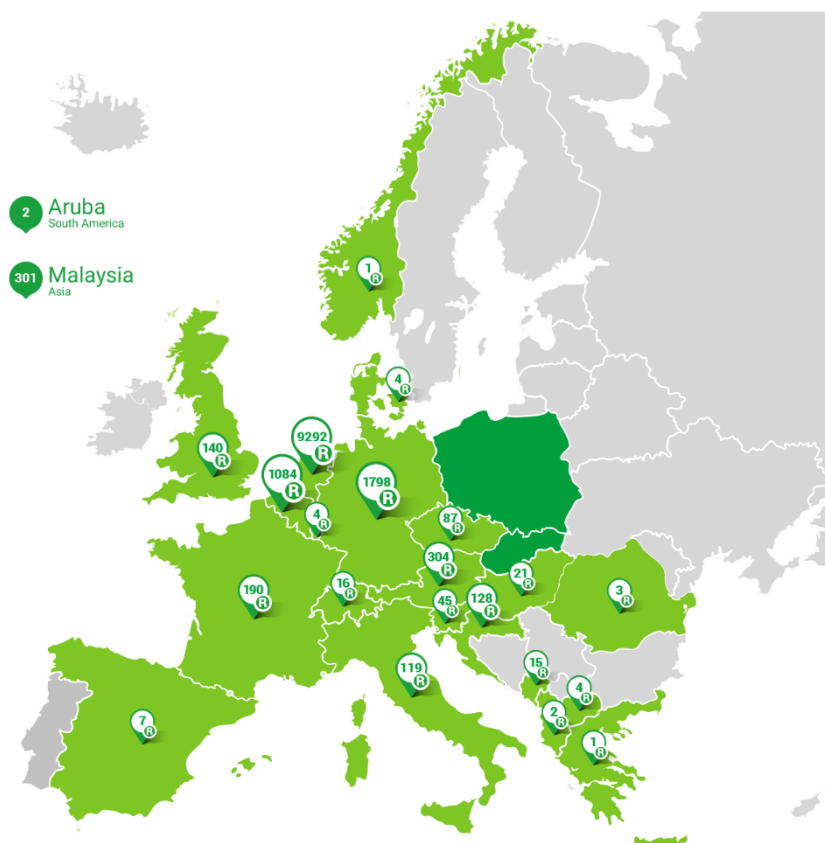 2 Aruba
South America
301 Malaysia
Asia
1 R
4 R
9292 R
140 R
1084 R
1798 R
4 R
87 R
304 R
21 R
16 R
190 R
45 R
128 R
3 R
119 R
15 R
4 R
2 R
7 R
1 R